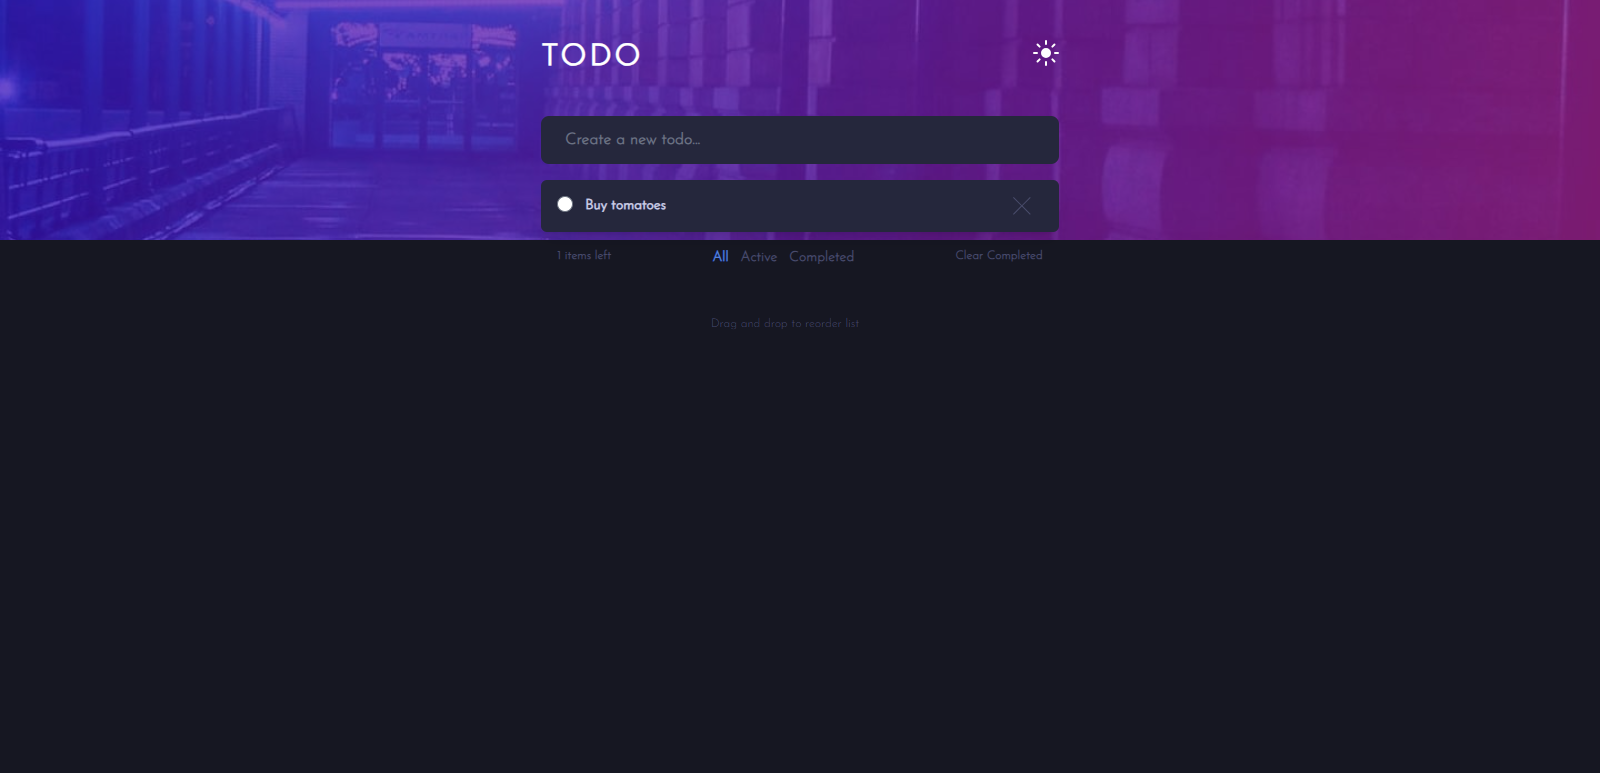 TODO
Create a new todo...
Buy tomatoes
1 items left
All Active Completed
Clear Completed
Drag and drop to reorder list